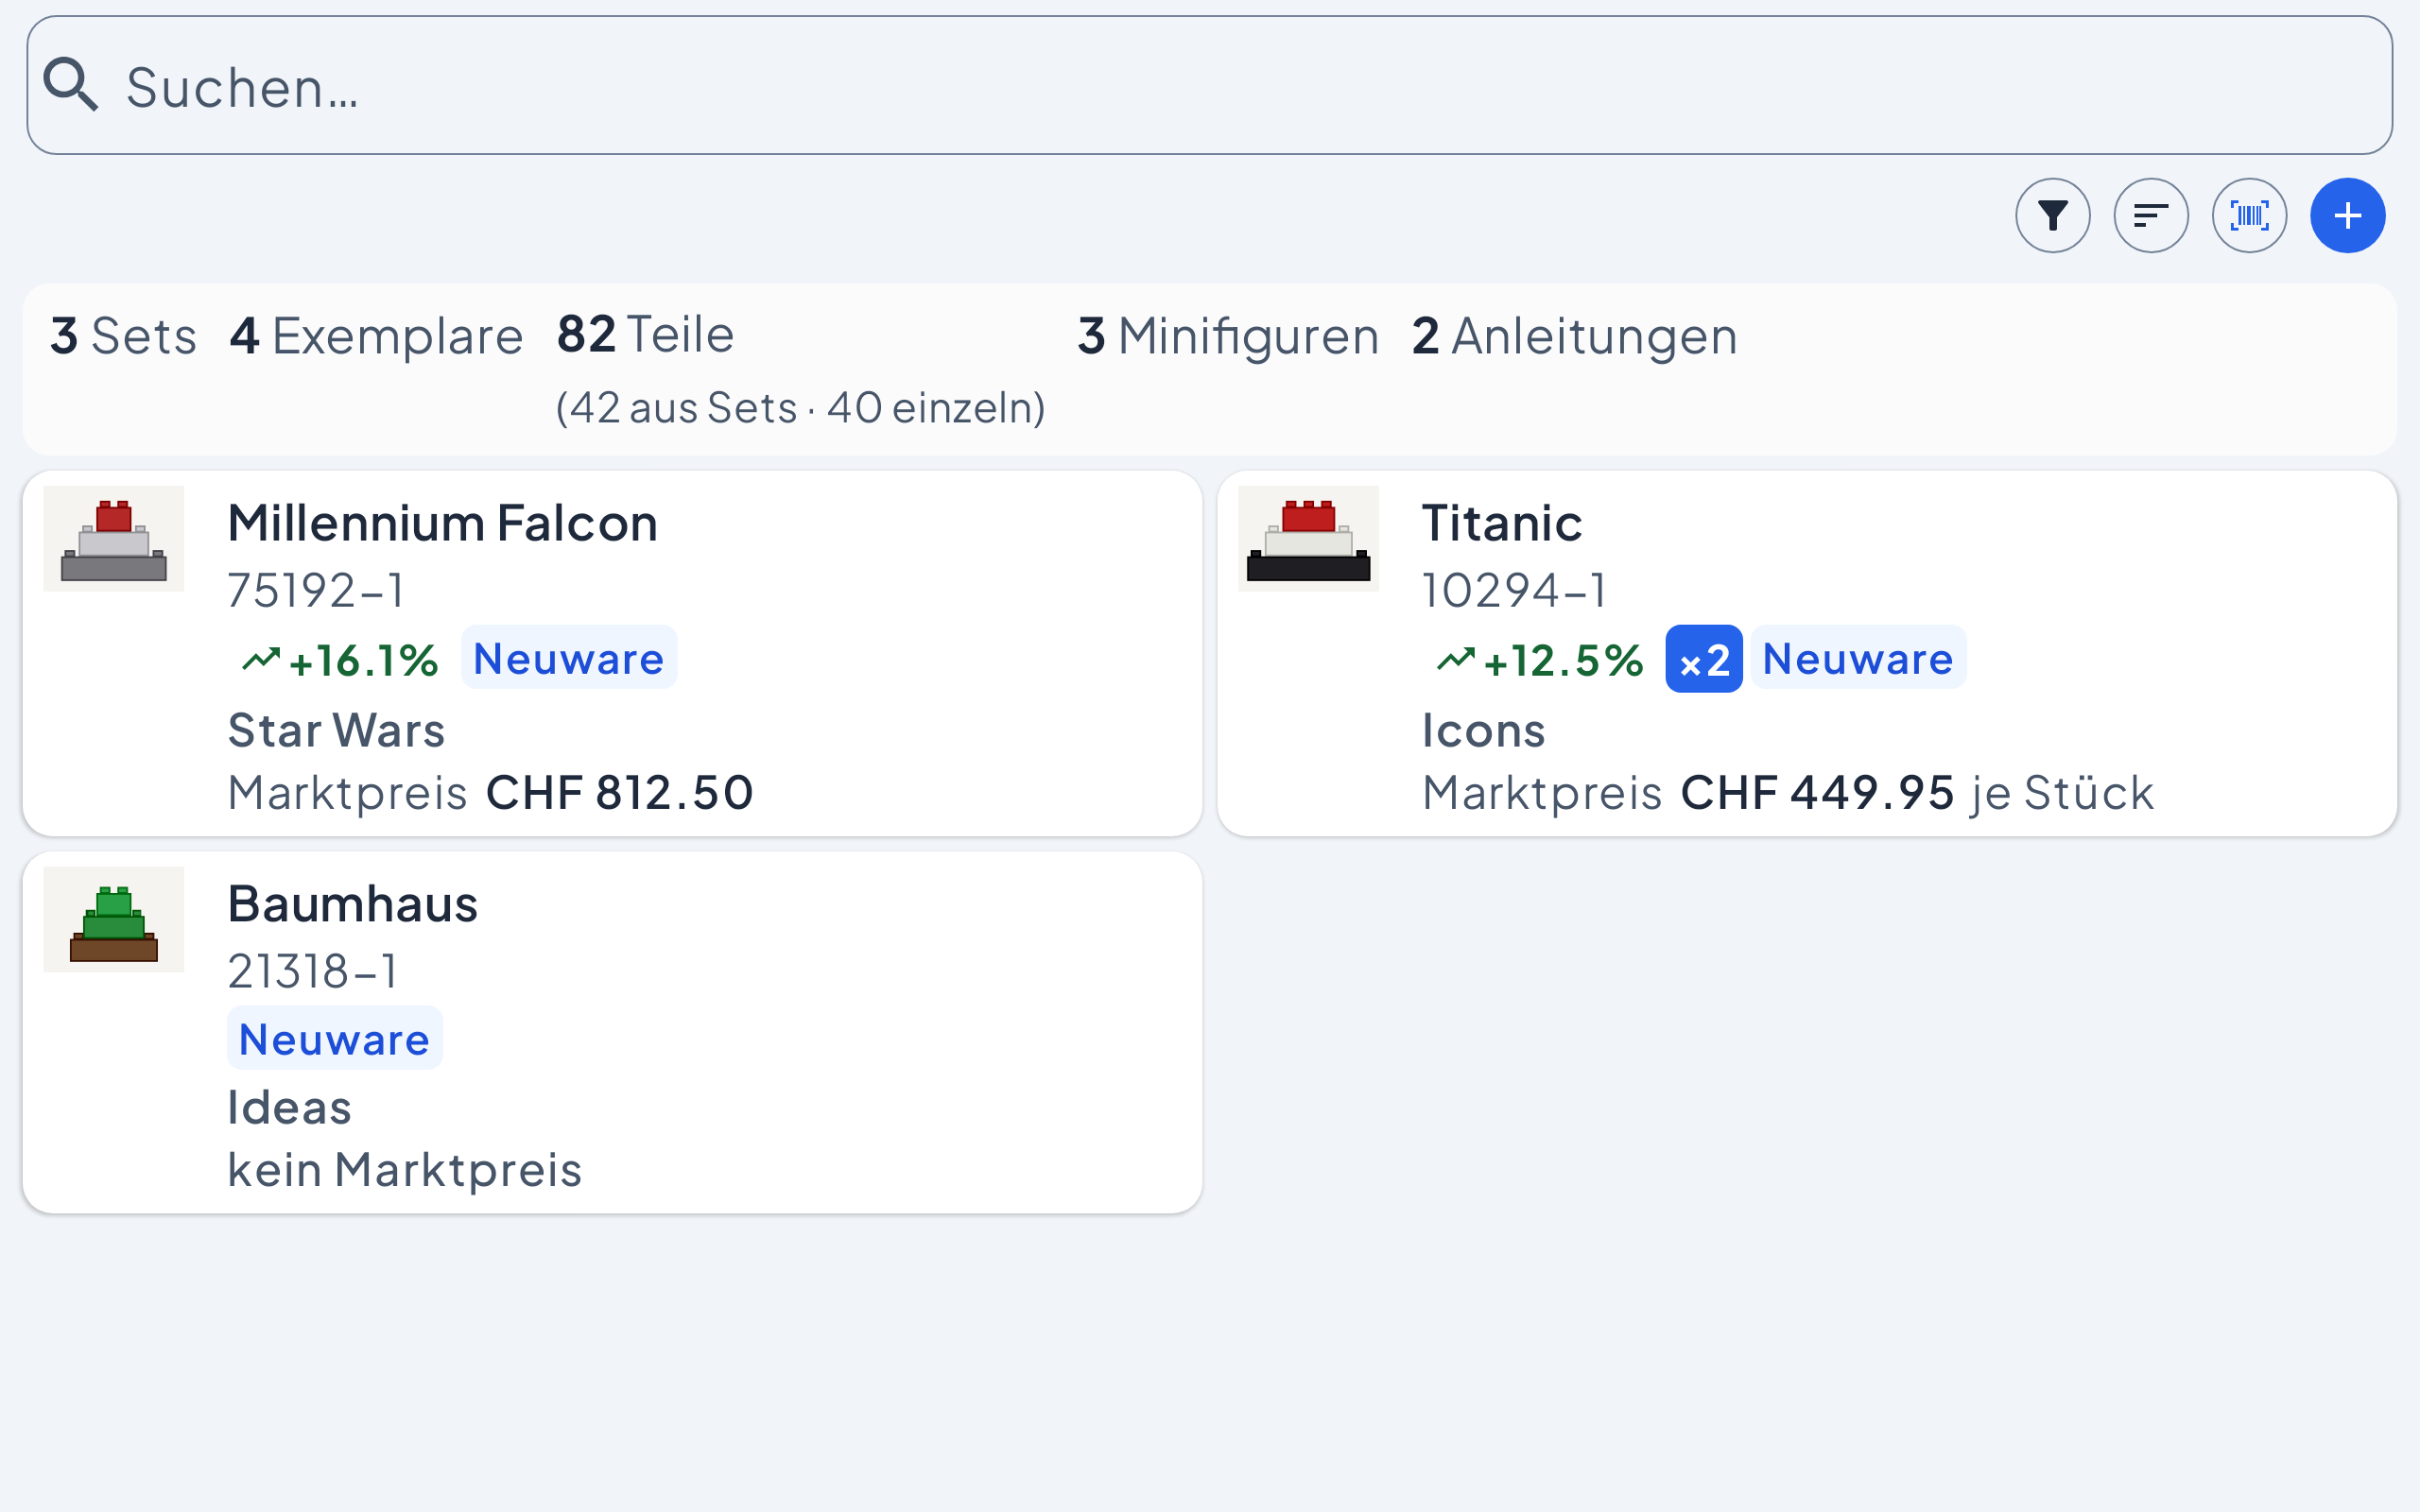 Suchen…
3 Sets 4 Exemplare 82 Teile 3 Minifiguren 2 Anleitungen
(42 aus Sets · 40 einzeln)
Millennium Falcon
75192-1
+16.1% Neuware
Star Wars
Marktpreis CHF 812.50
Titanic
10294-1
+12.5% ×2 Neuware
Icons
Marktpreis CHF 449.95 je Stück
Baumhaus
21318-1
Neuware
Ideas
kein Marktpreis